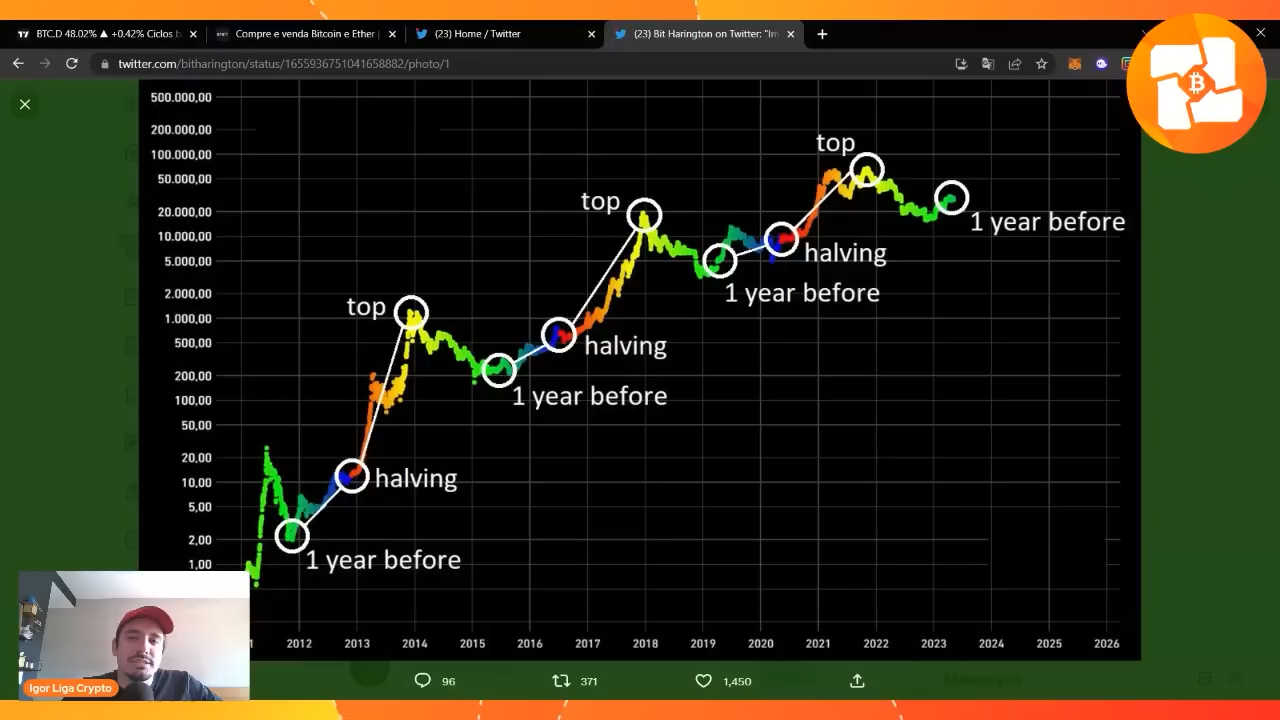 BTC.D 48.02% ▲ +0.42% Ciclos
Compre e venda Bitcoin e Ether
(23) Home / Twitter
(23) Bit Harington on Twitter: "Im
twitter.com/bitharington/status/1655936751041658882/photo/1
500.000,00
200.000,00
100.000,00
50.000,00
20.000,00
10.000,00
5.000,00
2.000,00
1.000,00
500,00
200,00
100,00
50,00
20,00
10,00
5,00
2,00
1,00
top
1 year before
top
halving
1 year before
top
halving
1 year before
halving
1 year before
2012 2013 2014 2015 2016 2017 2018 2019 2020 2021 2022 2023 2024 2025 2026
96 371 1,450
Messages
Igor Liga Crypto